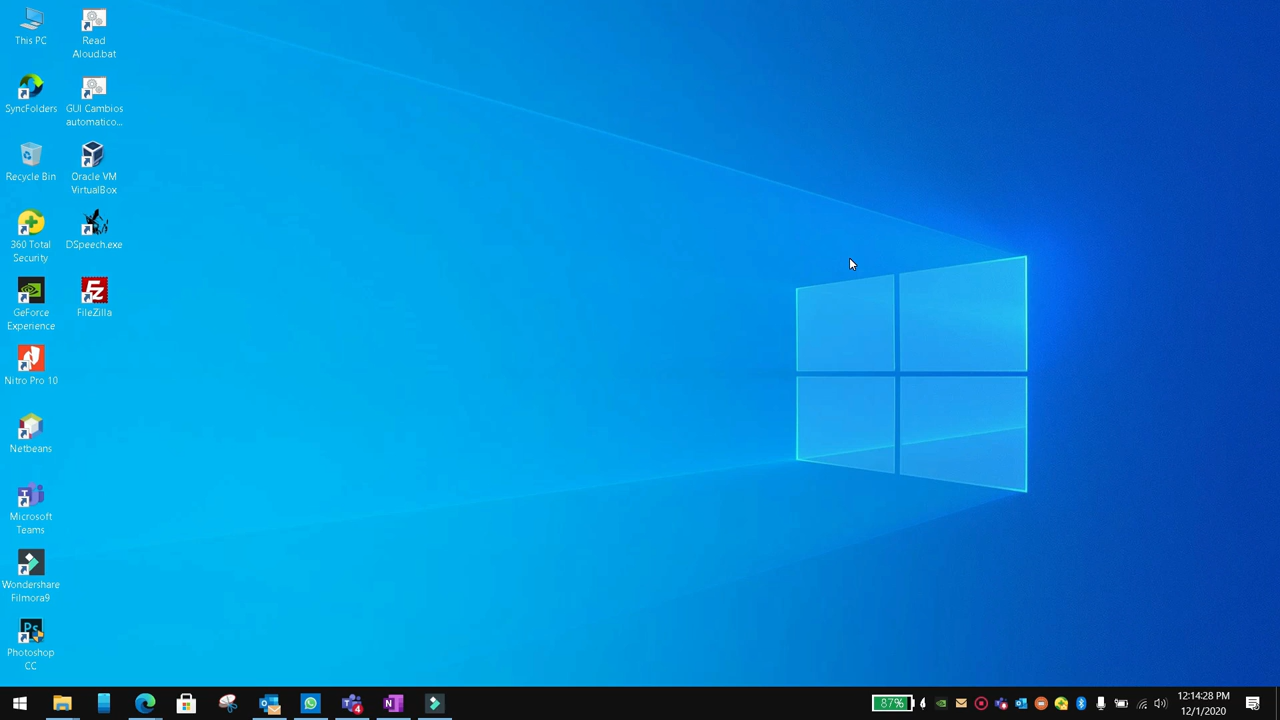 This PC
SyncFolders
Recycle Bin
360 Total
Security
GeForce
Experience
Nitro Pro 10
Netbeans
Microsoft
Teams
Wondershare
Filmora9
Ps
Photoshop
CC
Read
Aloud.bat
GUI Cambios
automatico...
Oracle VM
VirtualBox
DSpeech.exe
FileZilla
87%
12:14:28 PM
12/1/2020